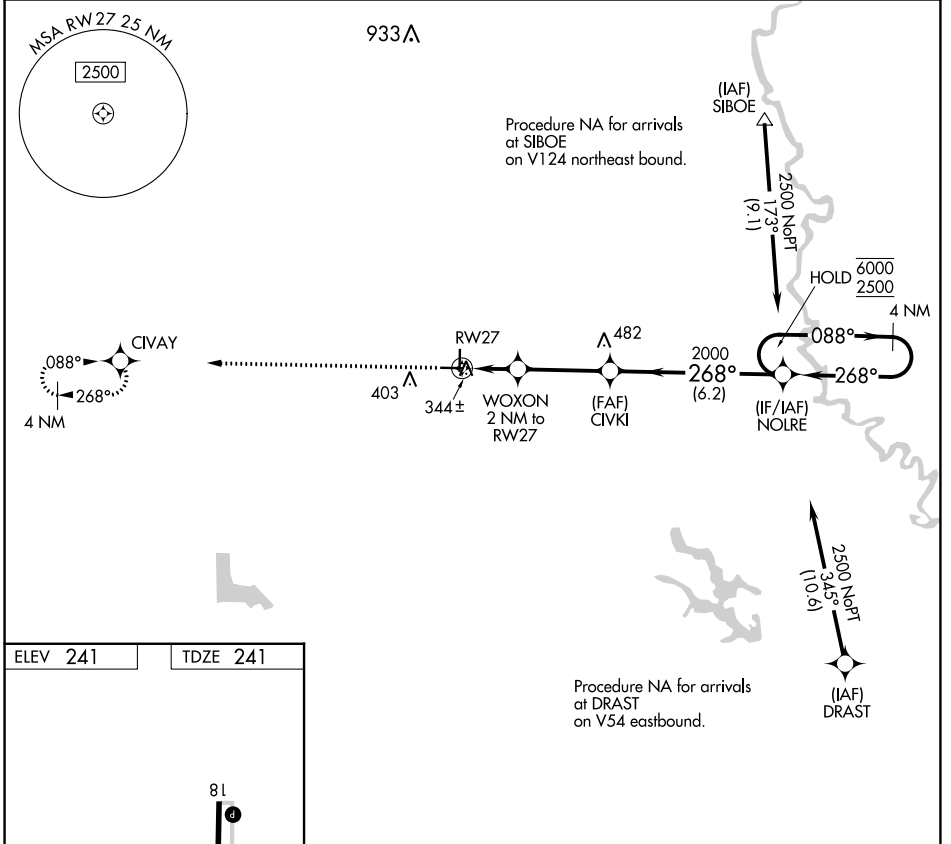 MSA RW27 25 NM
2500
933
(IAF)
SIBOE
Procedure NA for arrivals
at SIBOE
on V124 northeast bound.
2500 NoPT
173°
(9.1)
HOLD
6000
2500
4 NM
088°
268°
CIVAY
088°
268°
4 NM
RW27
403
344±
482
WOXON
2 NM to
RW27
(FAF)
CIVKI
2000
268°
(6.2)
(IF/IAF)
NOLRE
2500 NoPT
345°
(10.6)
(IAF)
DRAST
Procedure NA for arrivals
at DRAST
on V54 eastbound.
ELEV 241
TDZE 241
18
P